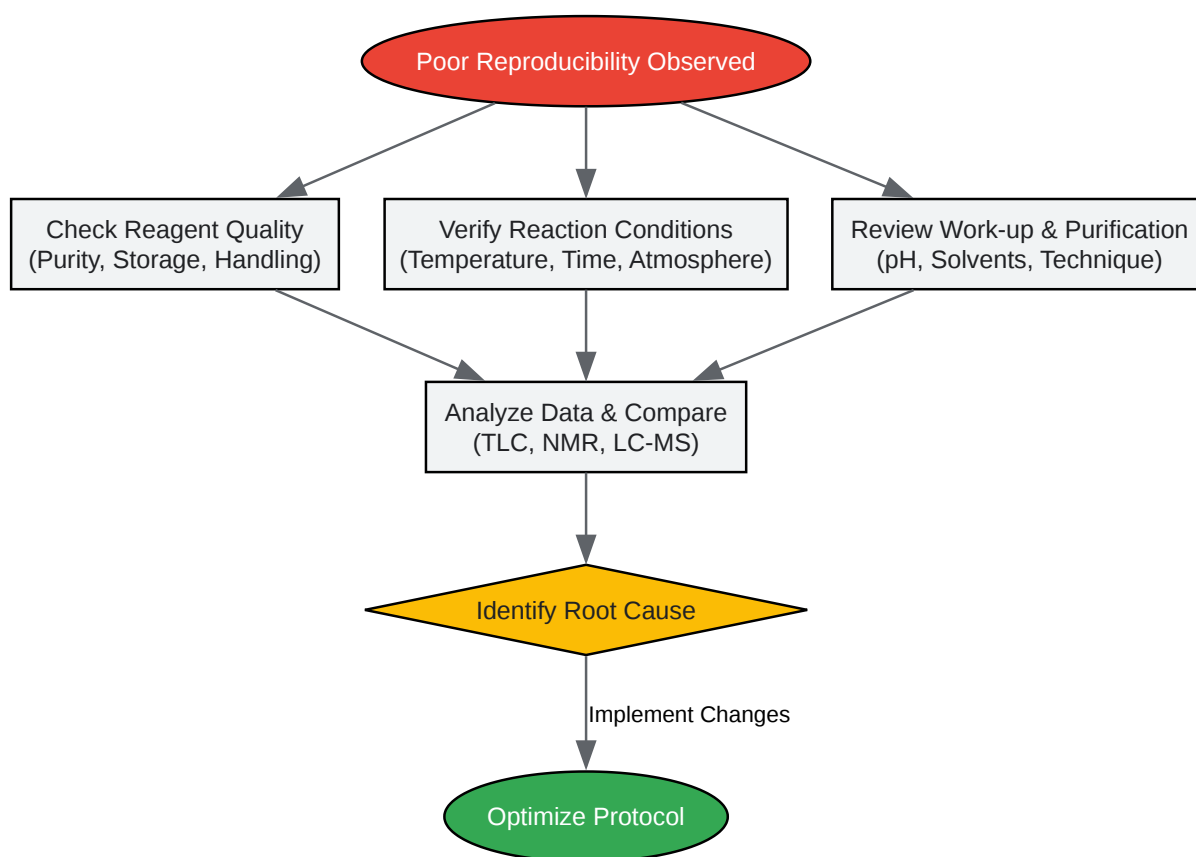 Poor Reproducibility Observed
Check Reagent Quality
(Purity, Storage, Handling)
Verify Reaction Conditions
(Temperature, Time, Atmosphere)
Review Work-up & Purification
(pH, Solvents, Technique)
Analyze Data & Compare
(TLC, NMR, LC-MS)
Identify Root Cause
Implement Changes
Optimize Protocol